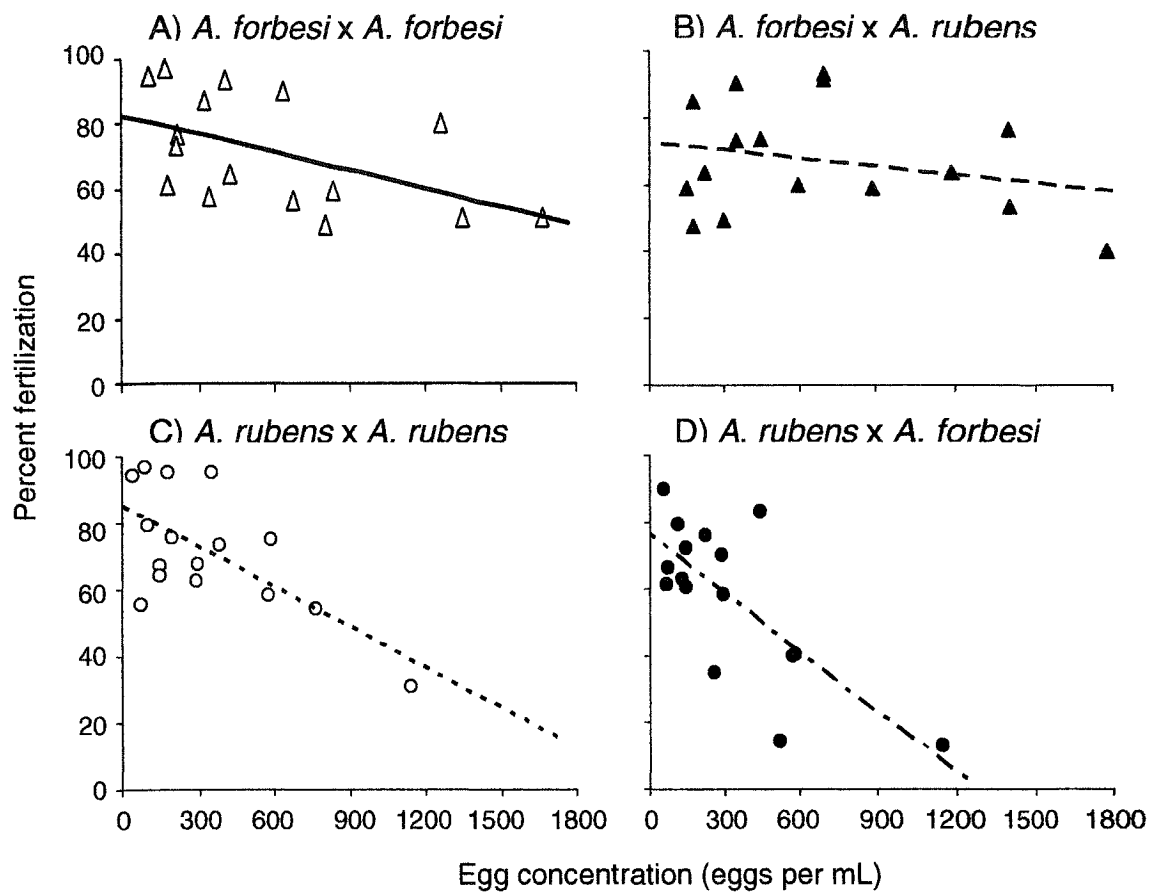 A) A. forbesi x A. forbesi
B) A. forbesi x A. rubens
100
80
60
40
20
0
C) A. rubens x A. rubens
D) A. rubens x A. forbesi
100
80
60
40
20
0
0 300 600 900 1200 1500 1800
0 300 600 900 1200 1500 1800
Percent fertilization
Egg concentration (eggs per mL)